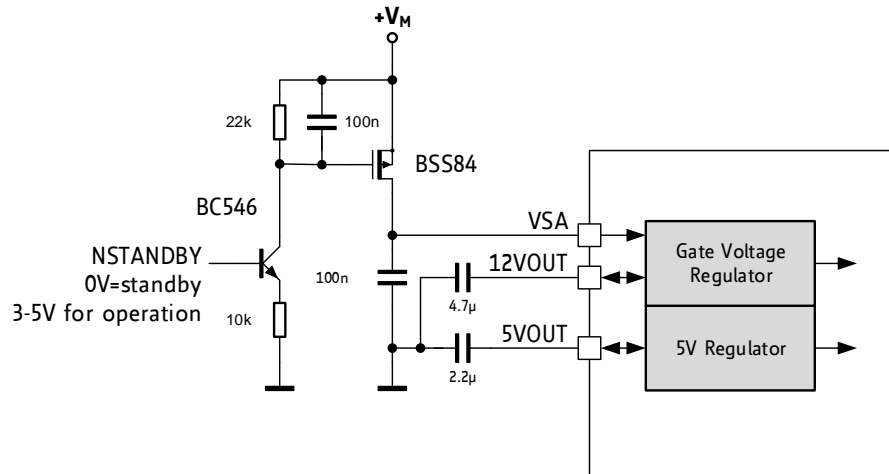 +VM
22k
100n
BSS84
BC546
VSA
NSTANDBY
0V=standby
3-5V for operation
100n
12VOUT
4.7µ
Gate Voltage
Regulator
10k
5VOUT
2.2µ
5V Regulator